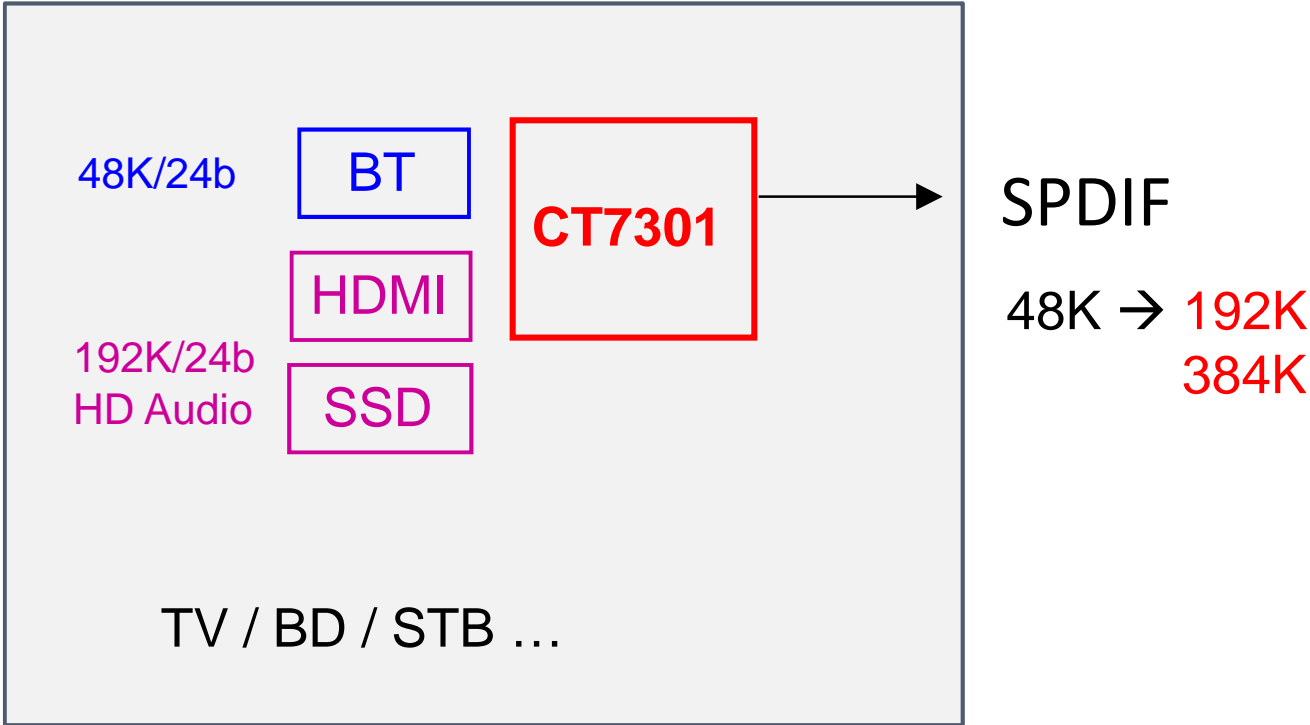 48K/24b
BT
CT7301
HDMI
192K/24b
HD Audio
SSD
TV / BD / STB …
SPDIF
48K → 192K
384K